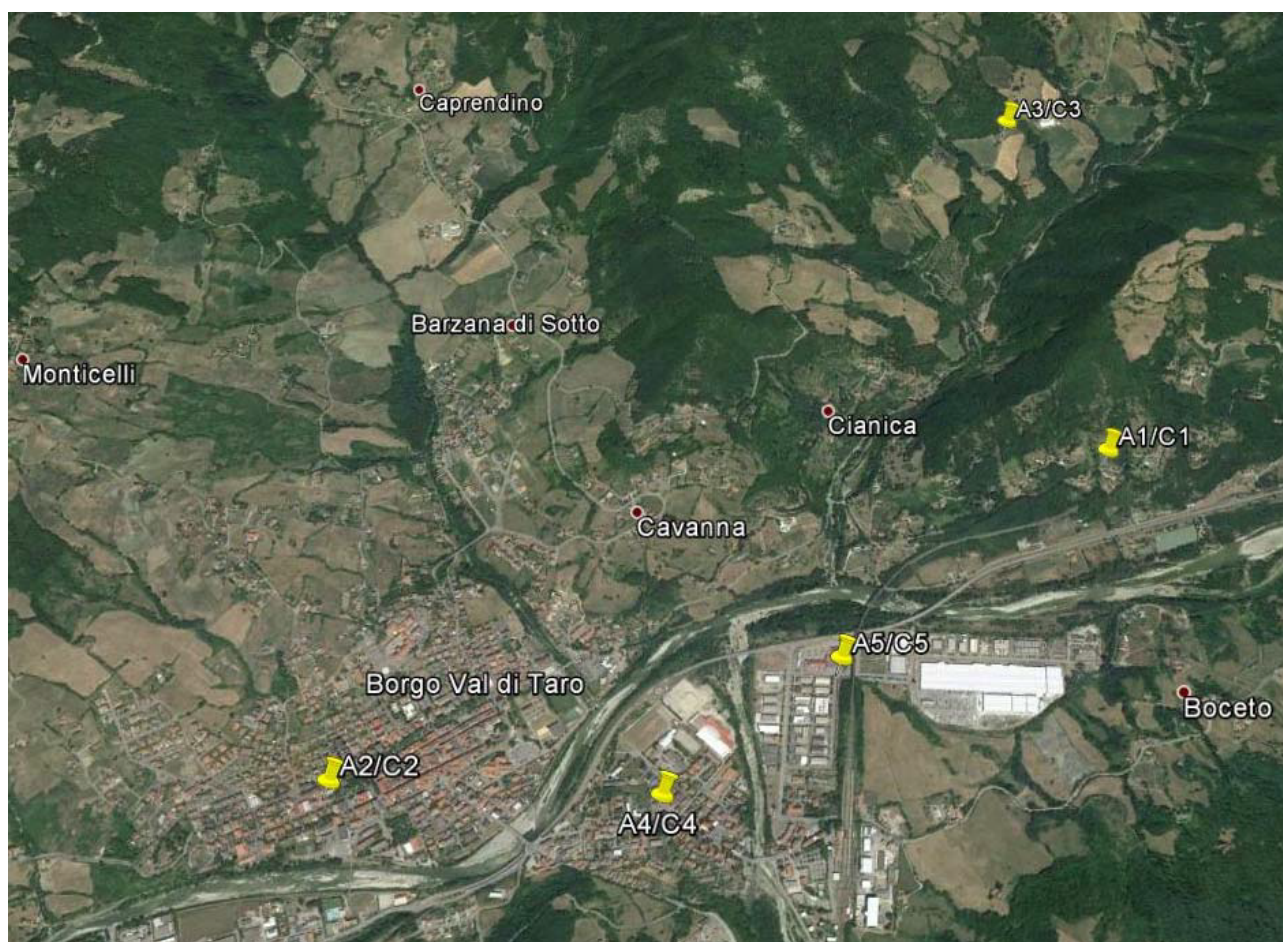 Caprendino
A3/C3
Barzana di Sotto
Monticelli
Cianica
A1/C1
Cavanna
A5/C5
Borgo Val di Taro
Boceto
A2/C2
A4/C4